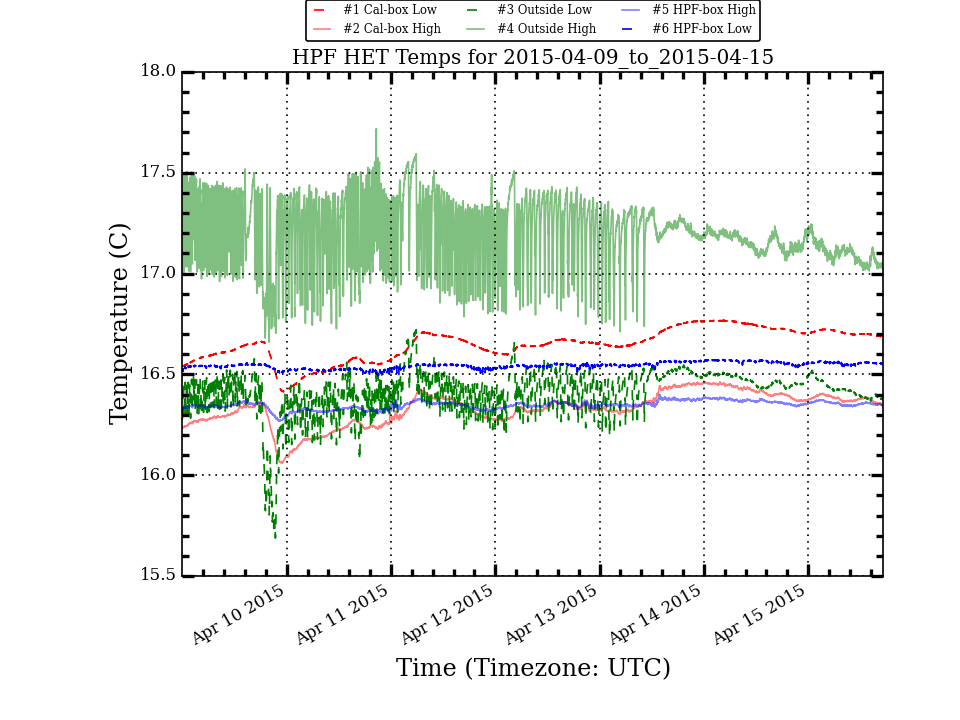 #1 Cal-box Low #3 Outside Low #5 HPF-box High
#2 Cal-box High #4 Outside High #6 HPF-box Low
HPF HET Temps for 2015-04-09_to_2015-04-15
18.0
17.5
17.0
16.5
16.0
15.5
Temperature (C)
Apr 10 2015 Apr 11 2015 Apr 12 2015 Apr 13 2015 Apr 14 2015 Apr 15 2015
Time (Timezone: UTC)